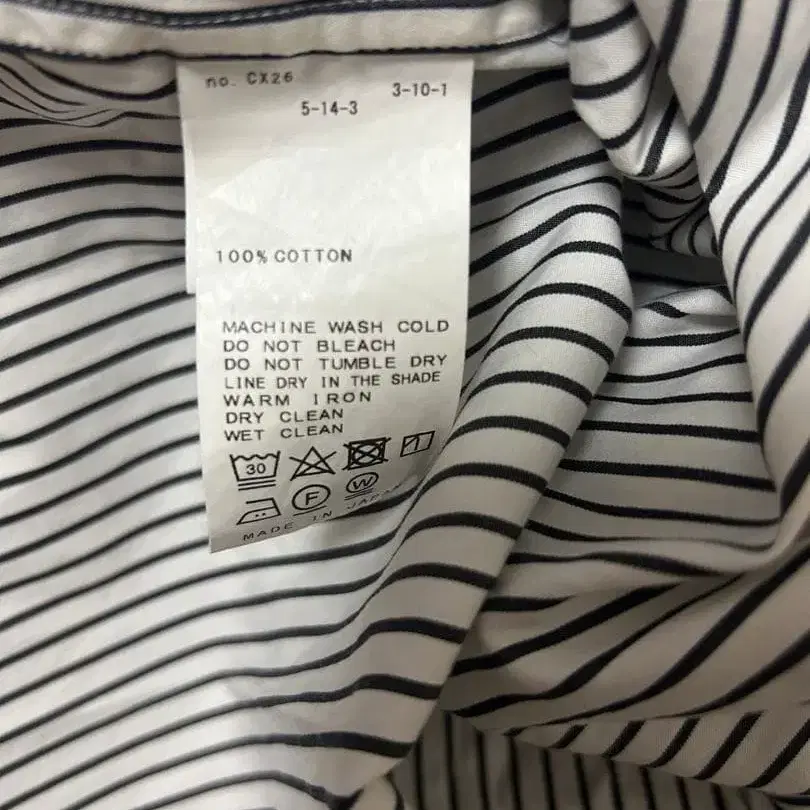 no. CX26
5-14-3 3-10-1
100% COTTON
MACHINE WASH COLD
DO NOT BLEACH
DO NOT TUMBLE DRY
LINE DRY IN THE SHADE
WARM IRON
DRY CLEAN
WET CLEAN
30
F W
MADE IN JAPAN